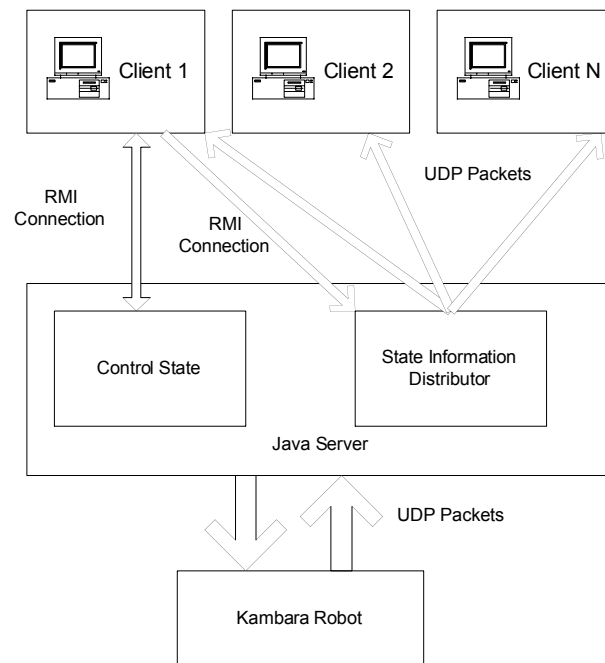 Client 1
Client 2
Client N
UDP Packets
RMI
Connection
RMI
Connection
Control State
State Information
Distributor
Java Server
UDP Packets
Kambara Robot